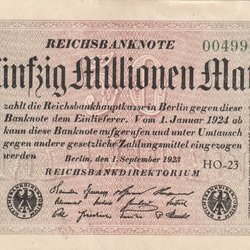 REICHSBANKNOTE
00499
ünfzig Millionen Ma
zahlt die Reichsbankhauptkasse in Berlin gegen diese
Banknote dem Einlieferer. Vom 1. Januar 1924 ab
kann diese Banknote aufgerufen und unter Umtausch
gegen andere gesetzliche Zahlungsmittel eingezogen
werden
Berlin, den 1. September 1923
HO-23
REICHSBANKDIREKTORIUM